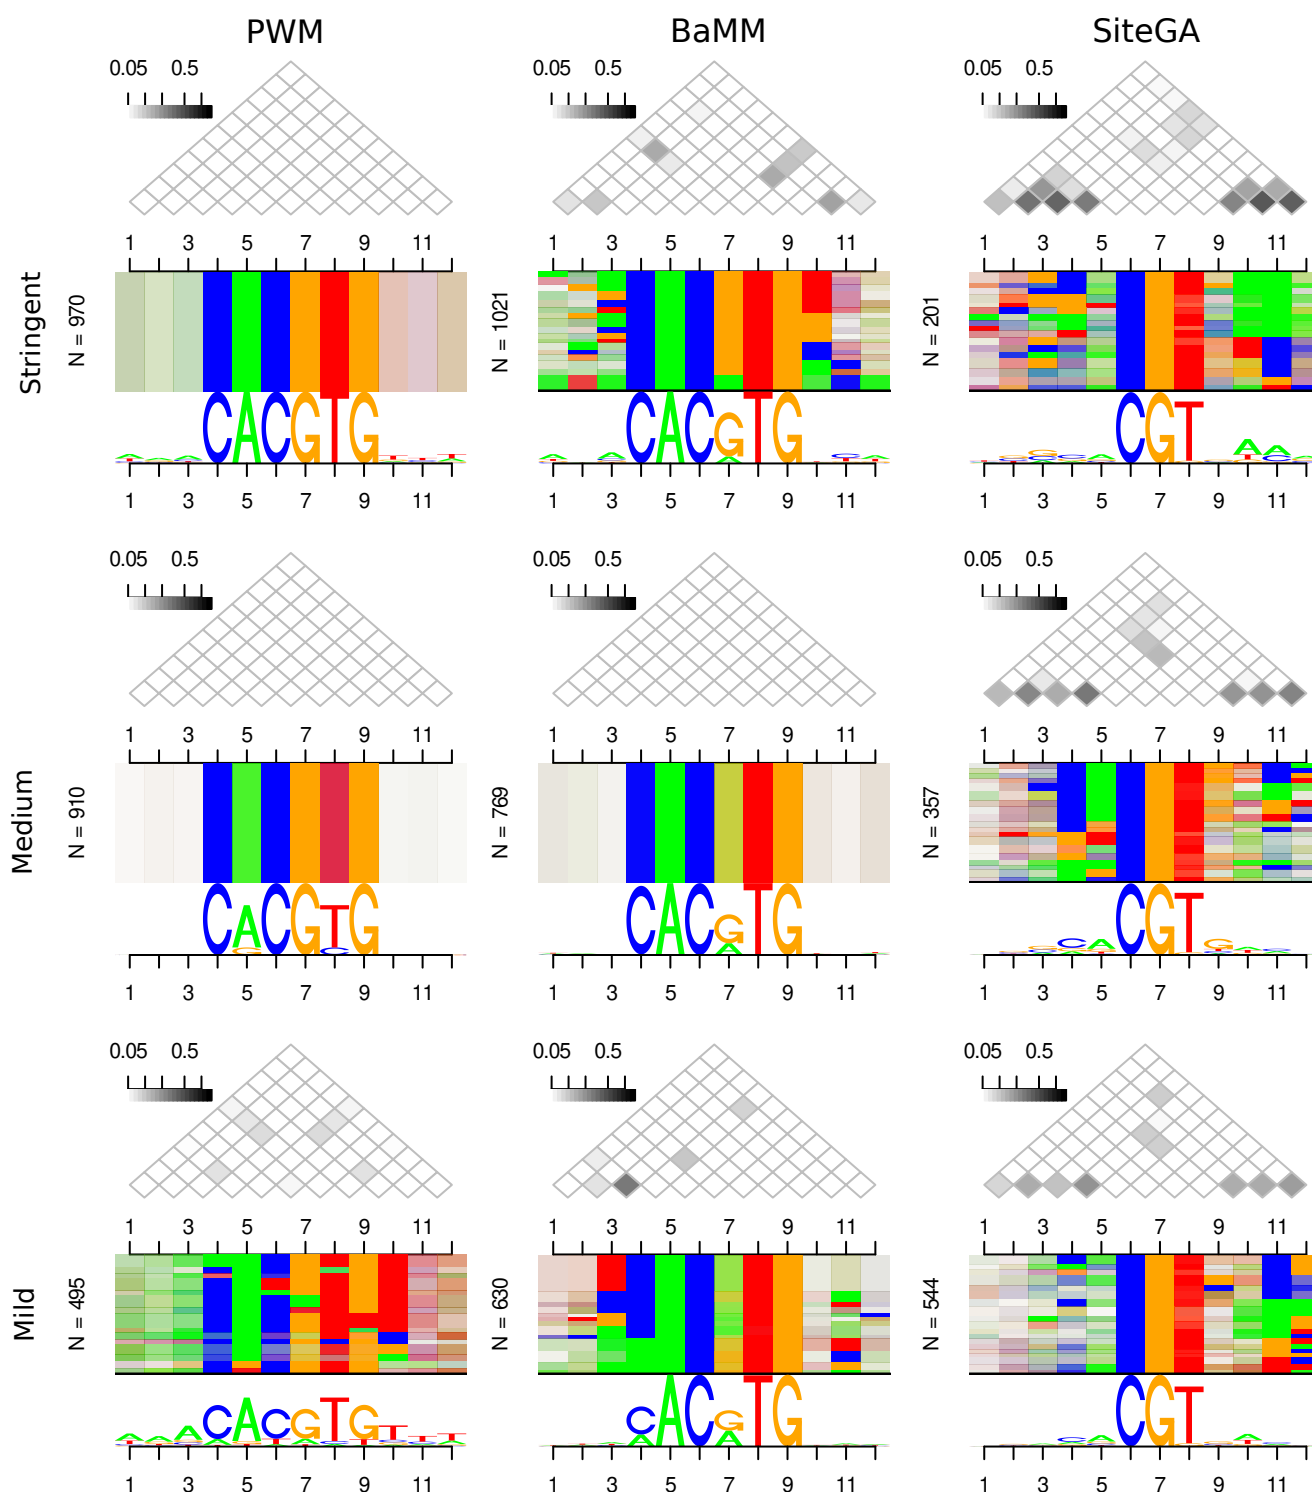 PWM BaMM SiteGA
0.05 0.5 0.05 0.5 0.05 0.5
1 3 5 7 9 11 1 3 5 7 9 11 1 3 5 7 9 11
Stringent N = 970 N = 1021 N = 201
CACGTG CACGTG CGT
1 3 5 7 9 11 1 3 5 7 9 11 1 3 5 7 9 11
0.05 0.5 0.05 0.5 0.05 0.5
1 3 5 7 9 11 1 3 5 7 9 11 1 3 5 7 9 11
Medium N = 910 N = 769 N = 357
CACGTG CACGTG CACGTG
1 3 5 7 9 11 1 3 5 7 9 11 1 3 5 7 9 11
0.05 0.5 0.05 0.5 0.05 0.5
1 3 5 7 9 11 1 3 5 7 9 11 1 3 5 7 9 11
Mild N = 495 N = 630 N = 544
CACGTG CACGTG CGT
1 3 5 7 9 11 1 3 5 7 9 11 1 3 5 7 9 11